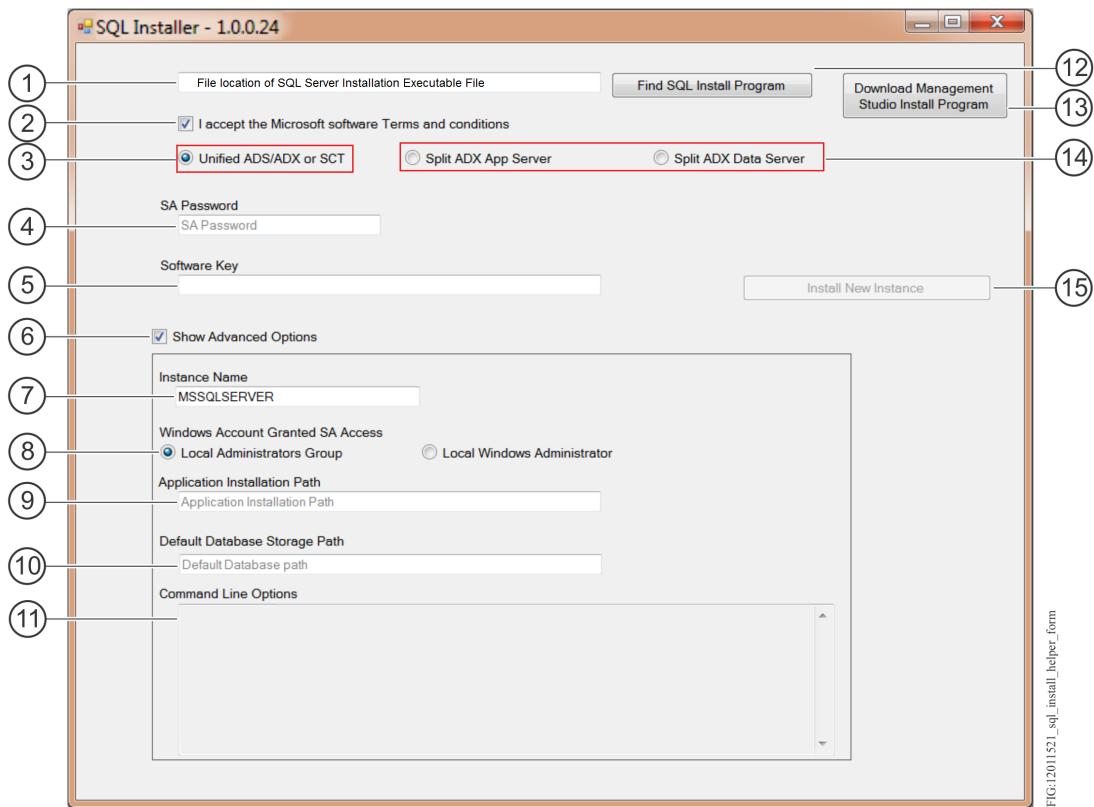 SQL Installer - 1.0.0.24
12
1
File location of SQL Server Installation Executable File
Find SQL Install Program
Download Management
Studio Install Program
13
2
I accept the Microsoft software Terms and conditions
3
Unified ADS/ADX or SCT
Split ADX App Server
Split ADX Data Server
14
SA Password
4
SA Password
Software Key
5
Install New Instance
15
6
Show Advanced Options
Instance Name
7
MSSQLSERVER
Windows Account Granted SA Access
8
Local Administrators Group
Local Windows Administrator
Application Installation Path
9
Application Installation Path
Default Database Storage Path
10
Default Database path
Command Line Options
11
FIG:12011521_sql_install_helper_form